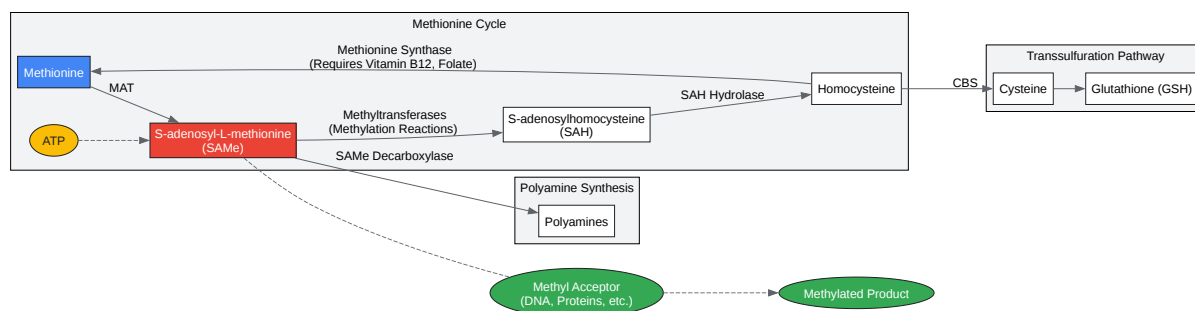 Methionine Cycle
Methionine Synthase
(Requires Vitamin B12, Folate)
Methionine
MAT
ATP
S-adenosyl-L-methionine
(SAMe)
Methyltransferases
(Methylation Reactions)
SAMe Decarboxylase
S-adenosylhomocysteine
(SAH)
SAH Hydrolase
Homocysteine
CBS
Transsulfuration Pathway
Cysteine
Glutathione (GSH)
Polyamine Synthesis
Polyamines
Methyl Acceptor
(DNA, Proteins, etc.)
Methylated Product